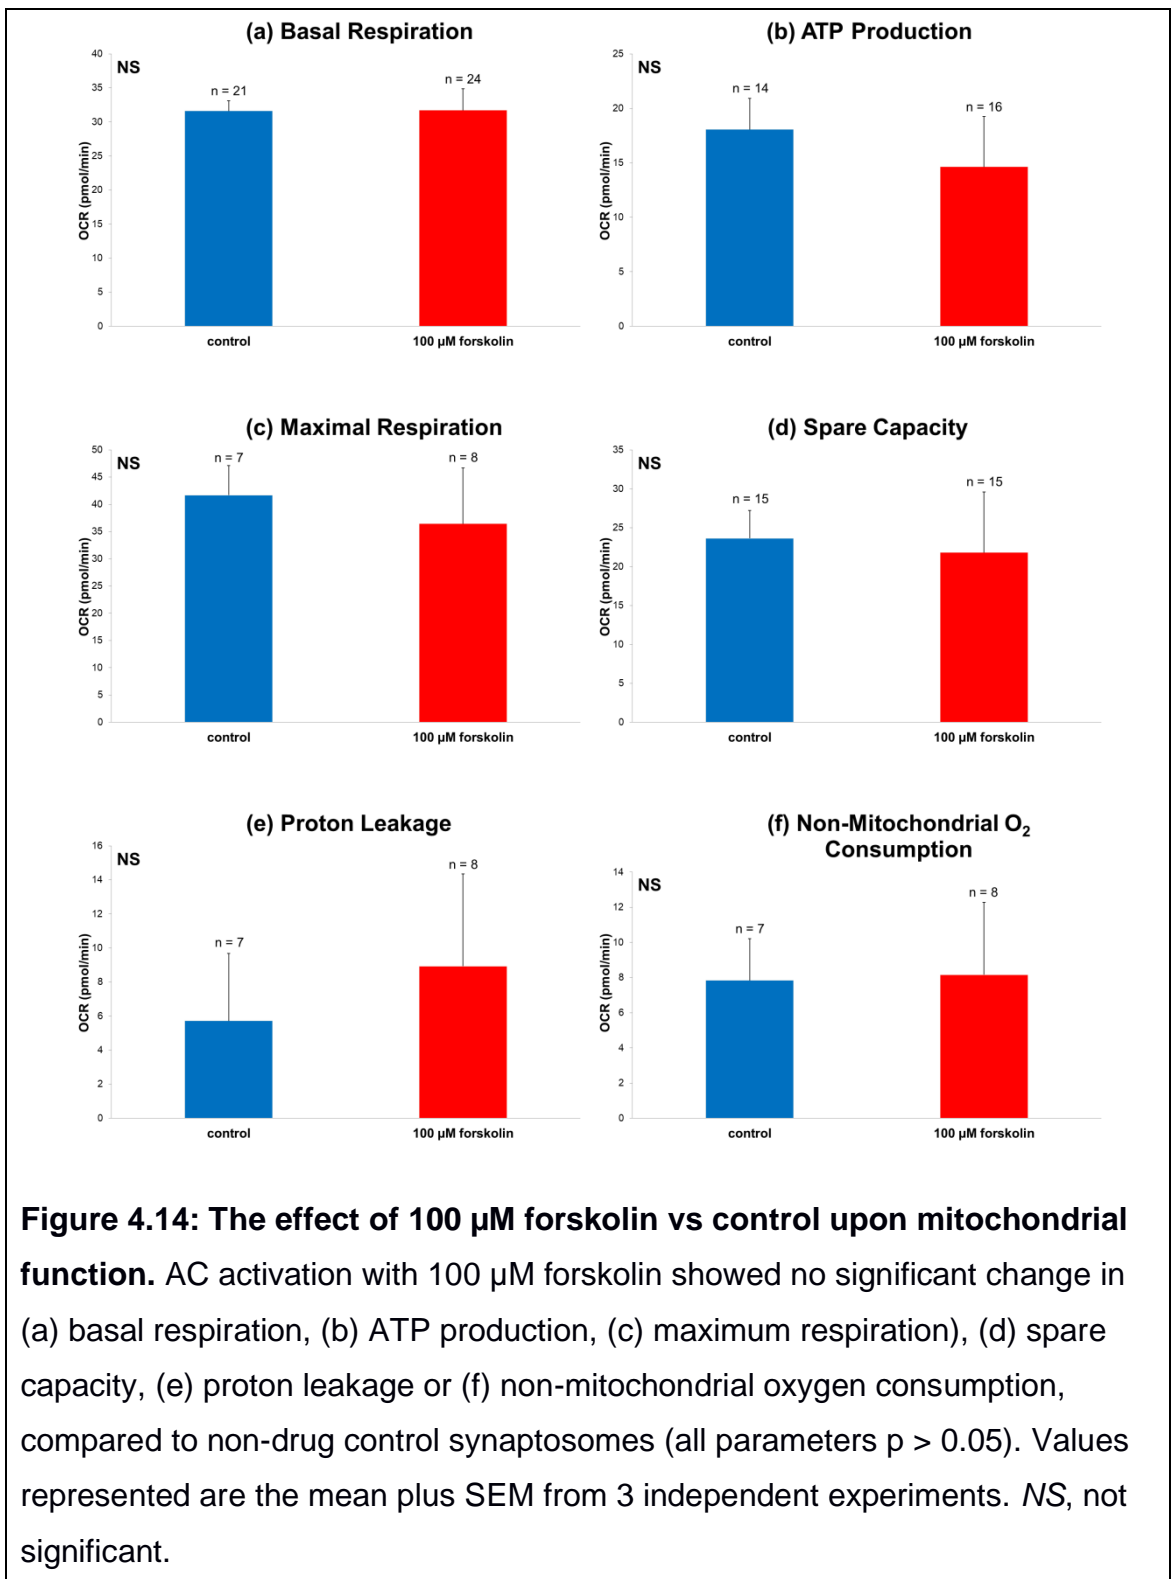 (a) Basal Respiration
40
35
30
25
20
15
10
5
0
OCR (pmol/min)
NS
n = 21
n = 24
control
100 µM forskolin
(b) ATP Production
25
20
15
10
5
0
OCR (pmol/min)
NS
n = 14
n = 16
control
100 µM forskolin
(c) Maximal Respiration
50
45
40
35
30
25
20
15
10
5
0
OCR (pmol/min)
NS
n = 7
n = 8
control
100 µM forskolin
(d) Spare Capacity
35
30
25
20
15
10
5
0
OCR (pmol/min)
NS
n = 15
n = 15
control
100 µM forskolin
(e) Proton Leakage
16
14
12
10
8
6
4
2
0
OCR (pmol/min)
NS
n = 7
n = 8
control
100 µM forskolin
(f) Non-Mitochondrial O₂
Consumption
14
12
10
8
6
4
2
0
OCR (pmol/min)
NS
n = 7
n = 8
control
100 µM forskolin
Figure 4.14: The effect of 100 µM forskolin vs control upon mitochondrial
function. AC activation with 100 µM forskolin showed no significant change in
(a) basal respiration, (b) ATP production, (c) maximum respiration), (d) spare
capacity, (e) proton leakage or (f) non-mitochondrial oxygen consumption,
compared to non-drug control synaptosomes (all parameters p > 0.05). Values
represented are the mean plus SEM from 3 independent experiments. NS, not
significant.